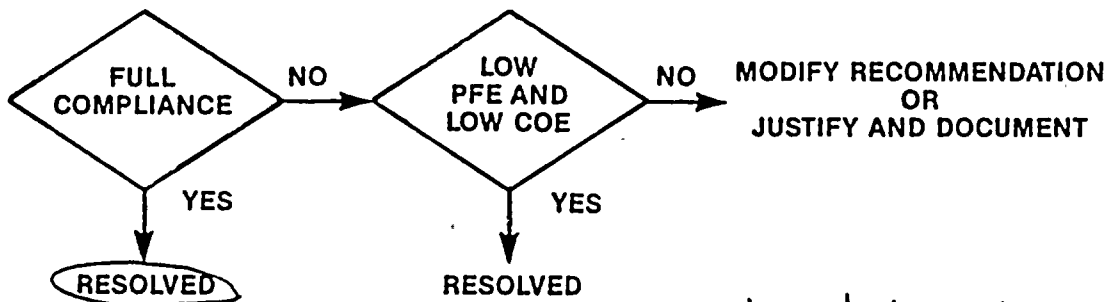 FULL
COMPLIANCE
NO
LOW
PFE AND
LOW COE
NO
MODIFY RECOMMENDATION
OR
JUSTIFY AND DOCUMENT
YES
YES
RESOLVED
RESOLVED